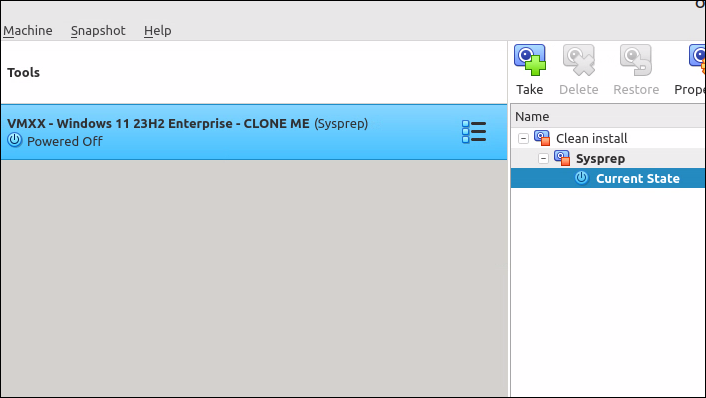 Machine Snapshot Help
Tools
Take Delete Restore
VMXX - Windows 11 23H2 Enterprise - CLONE ME (Sysprep)
Powered Off
Name
Clean install
Sysprep
Current State